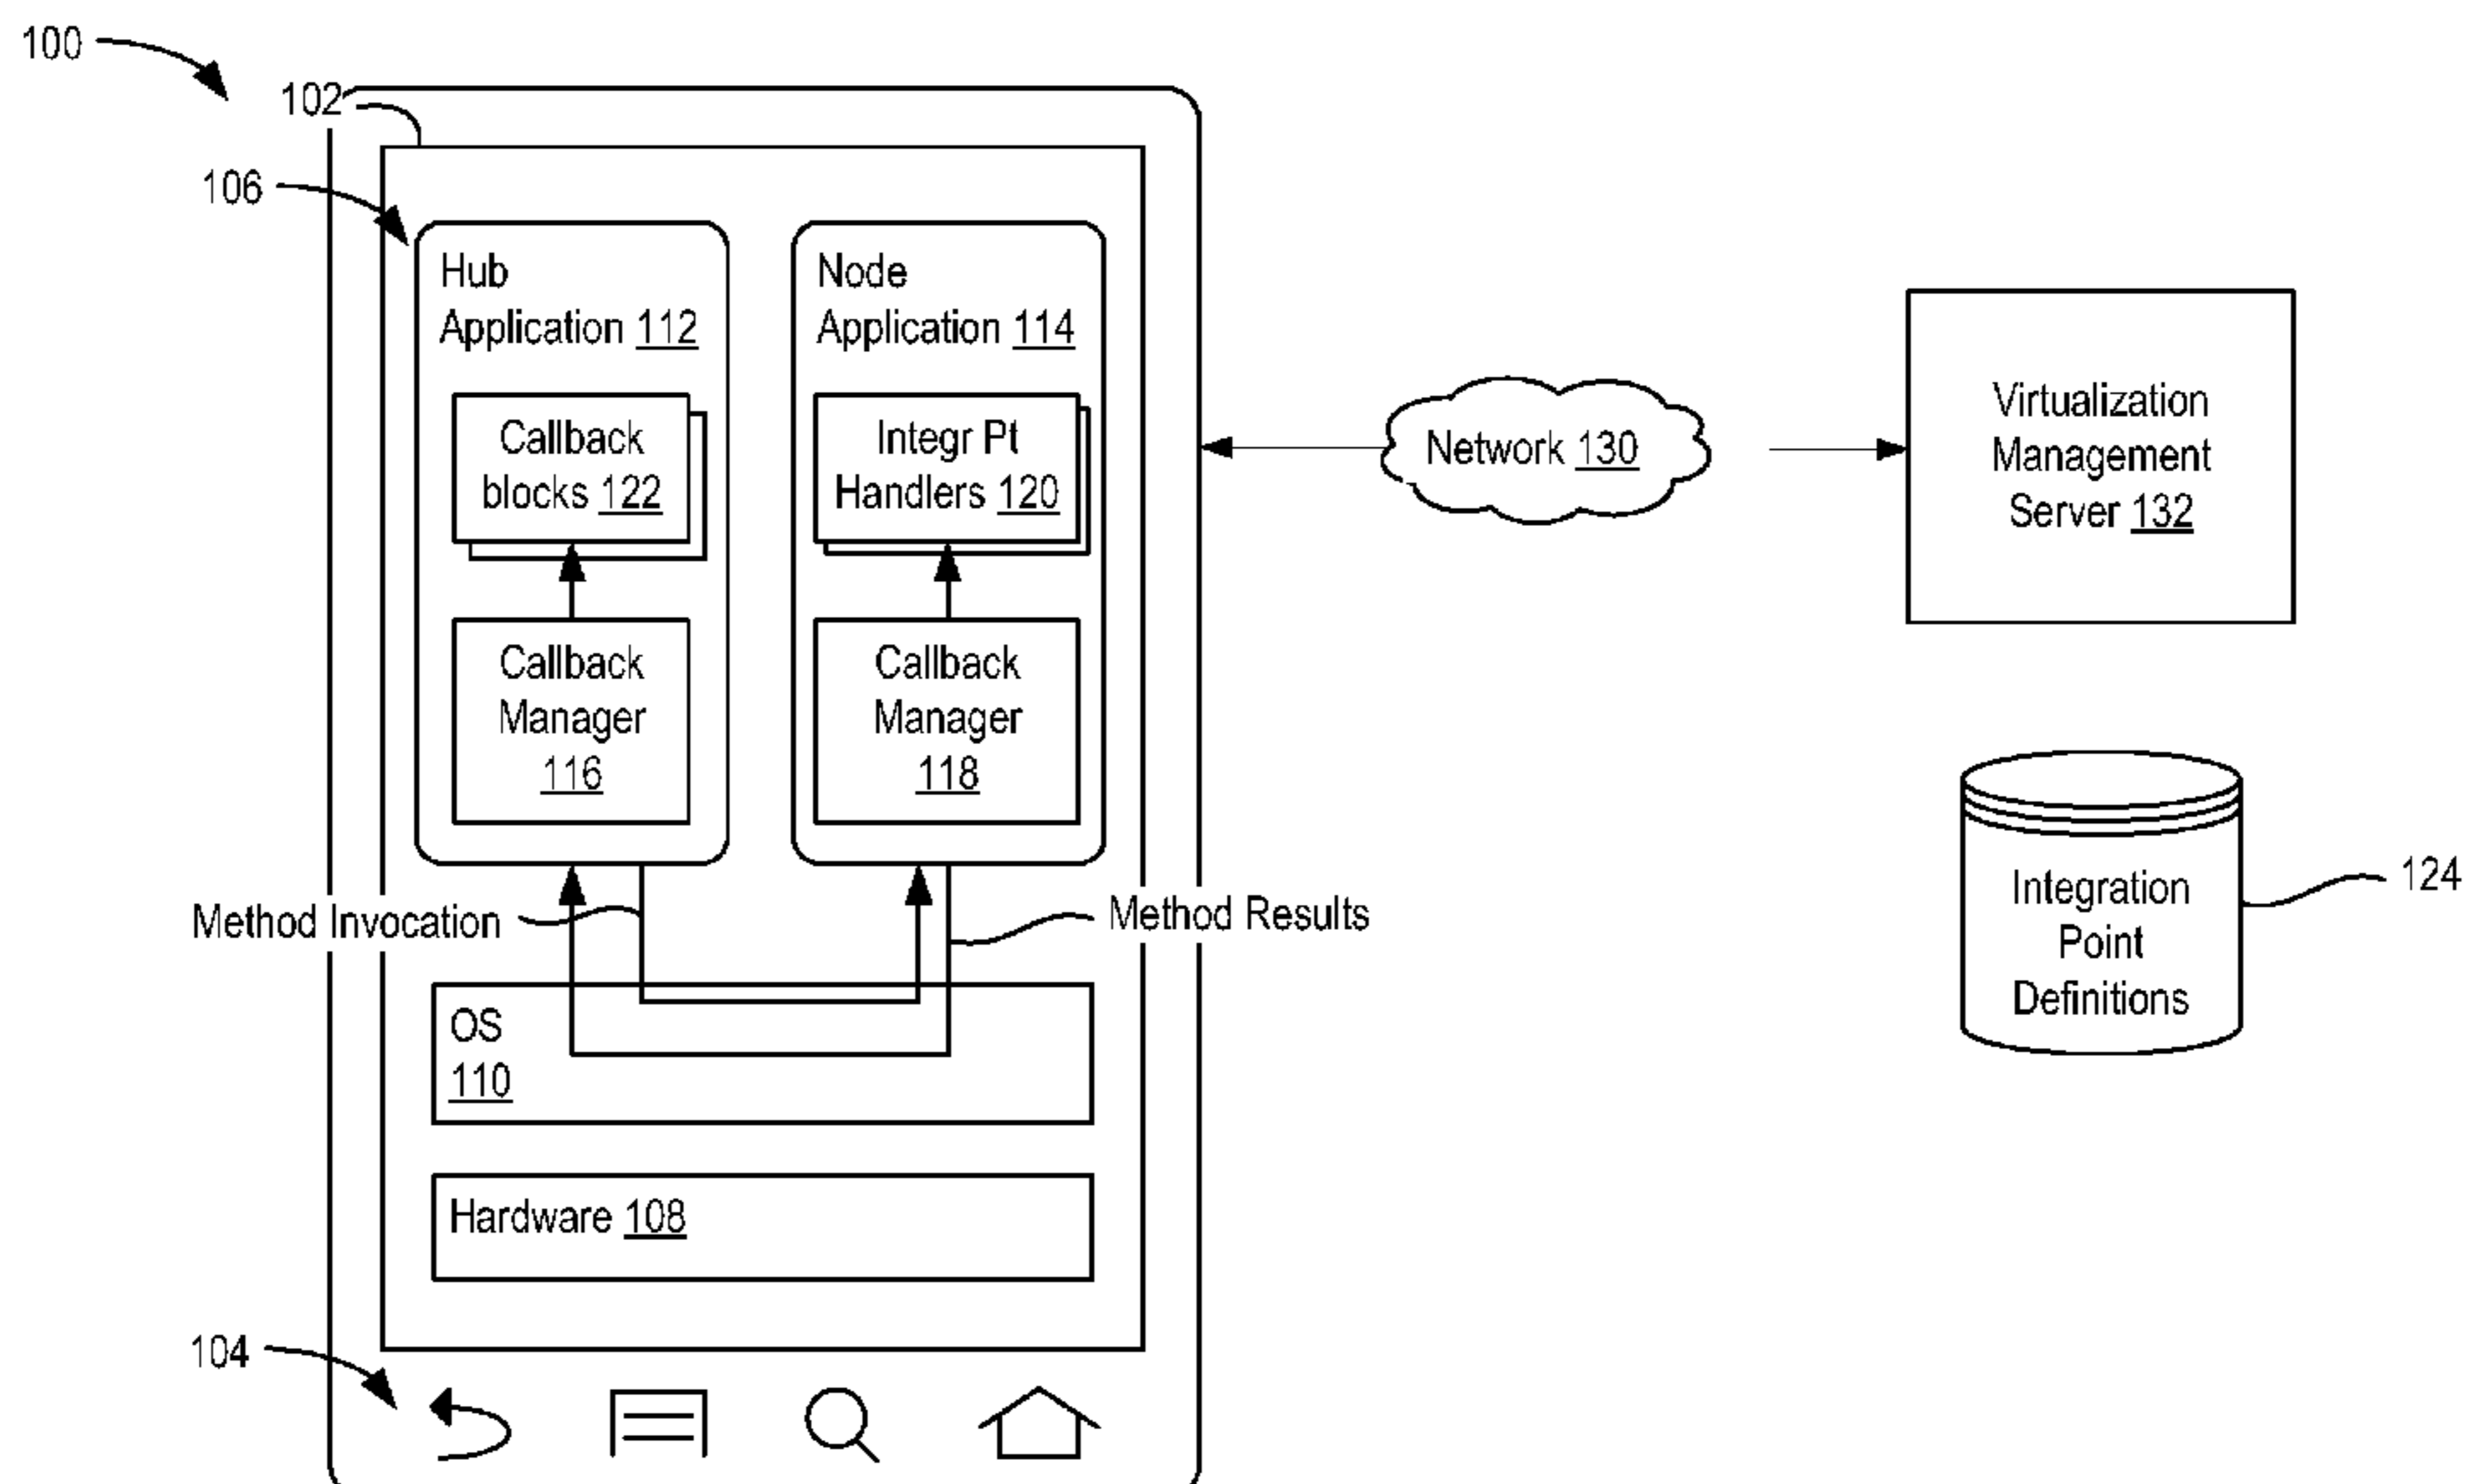 100
102
106
Hub
Application 112
Callback
blocks 122
Callback
Manager
116
Node
Application 114
Integr Pt
Handlers 120
Callback
Manager
118
Network 130
Virtualization
Management
Server 132
Method Invocation
Method Results
124
Integration
Point
Definitions
OS
110
Hardware 108
104